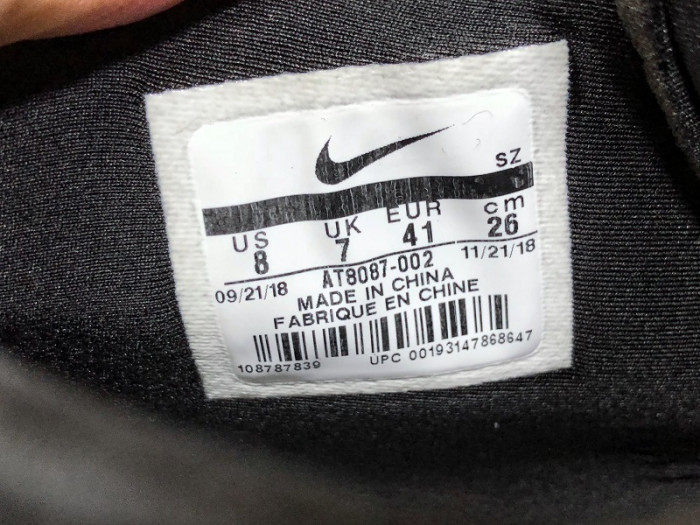 SZ
US UK EUR cm
8 7 41 26
09/21/18 AT8087-002 11/21/18
MADE IN CHINA
FABRIQUE EN CHINE
108787839 UPC 00193147868647